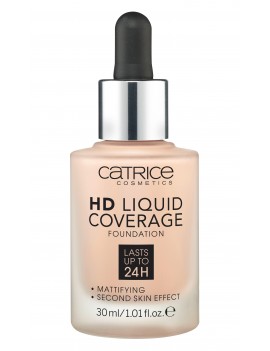 CATRICE
COSMETICS
HD LIQUID
COVERAGE
FOUNDATION
LASTS
UP TO
24H
• MATTIFYING
• SECOND SKIN EFFECT
30ml/1.01fl.oz.